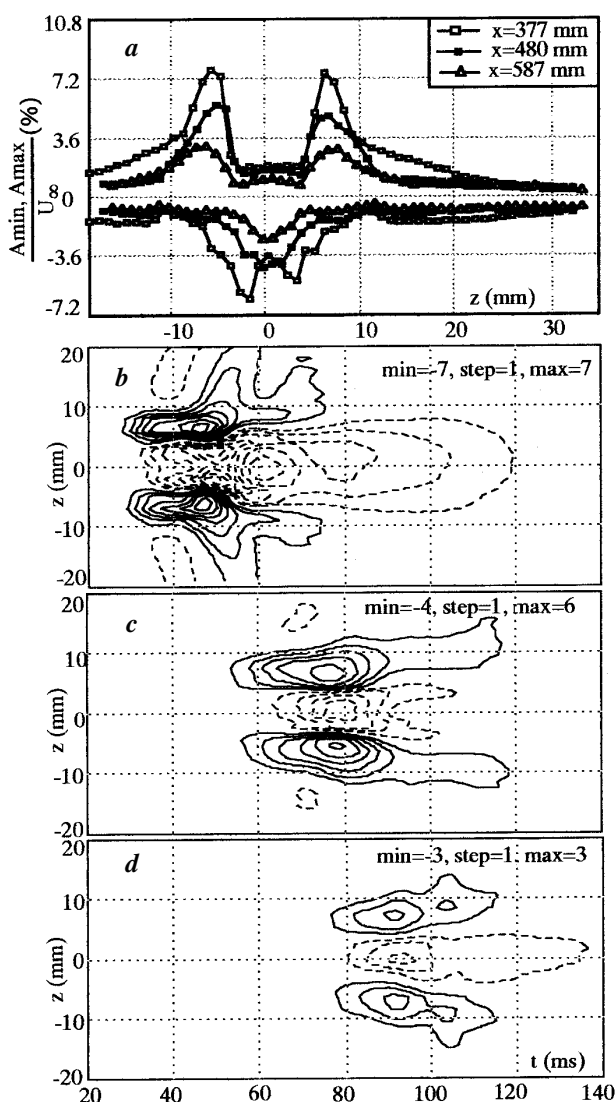 10.8
a
x=377 mm
x=480 mm
x=587 mm
7.2
3.6
0
-3.6
-7.2
Amin, Amax (%)
U∞
-10 0 10 20 30
z (mm)
20
b
min=-7, step=1, max=7
10
0
-10
-20
z (mm)
20
c
min=-4, step=1, max=6
10
0
-10
-20
z (mm)
20
d
min=-3, step=1, max=3
10
0
-10
-20
z (mm)
t (ms)
20 40 60 80 100 120 140